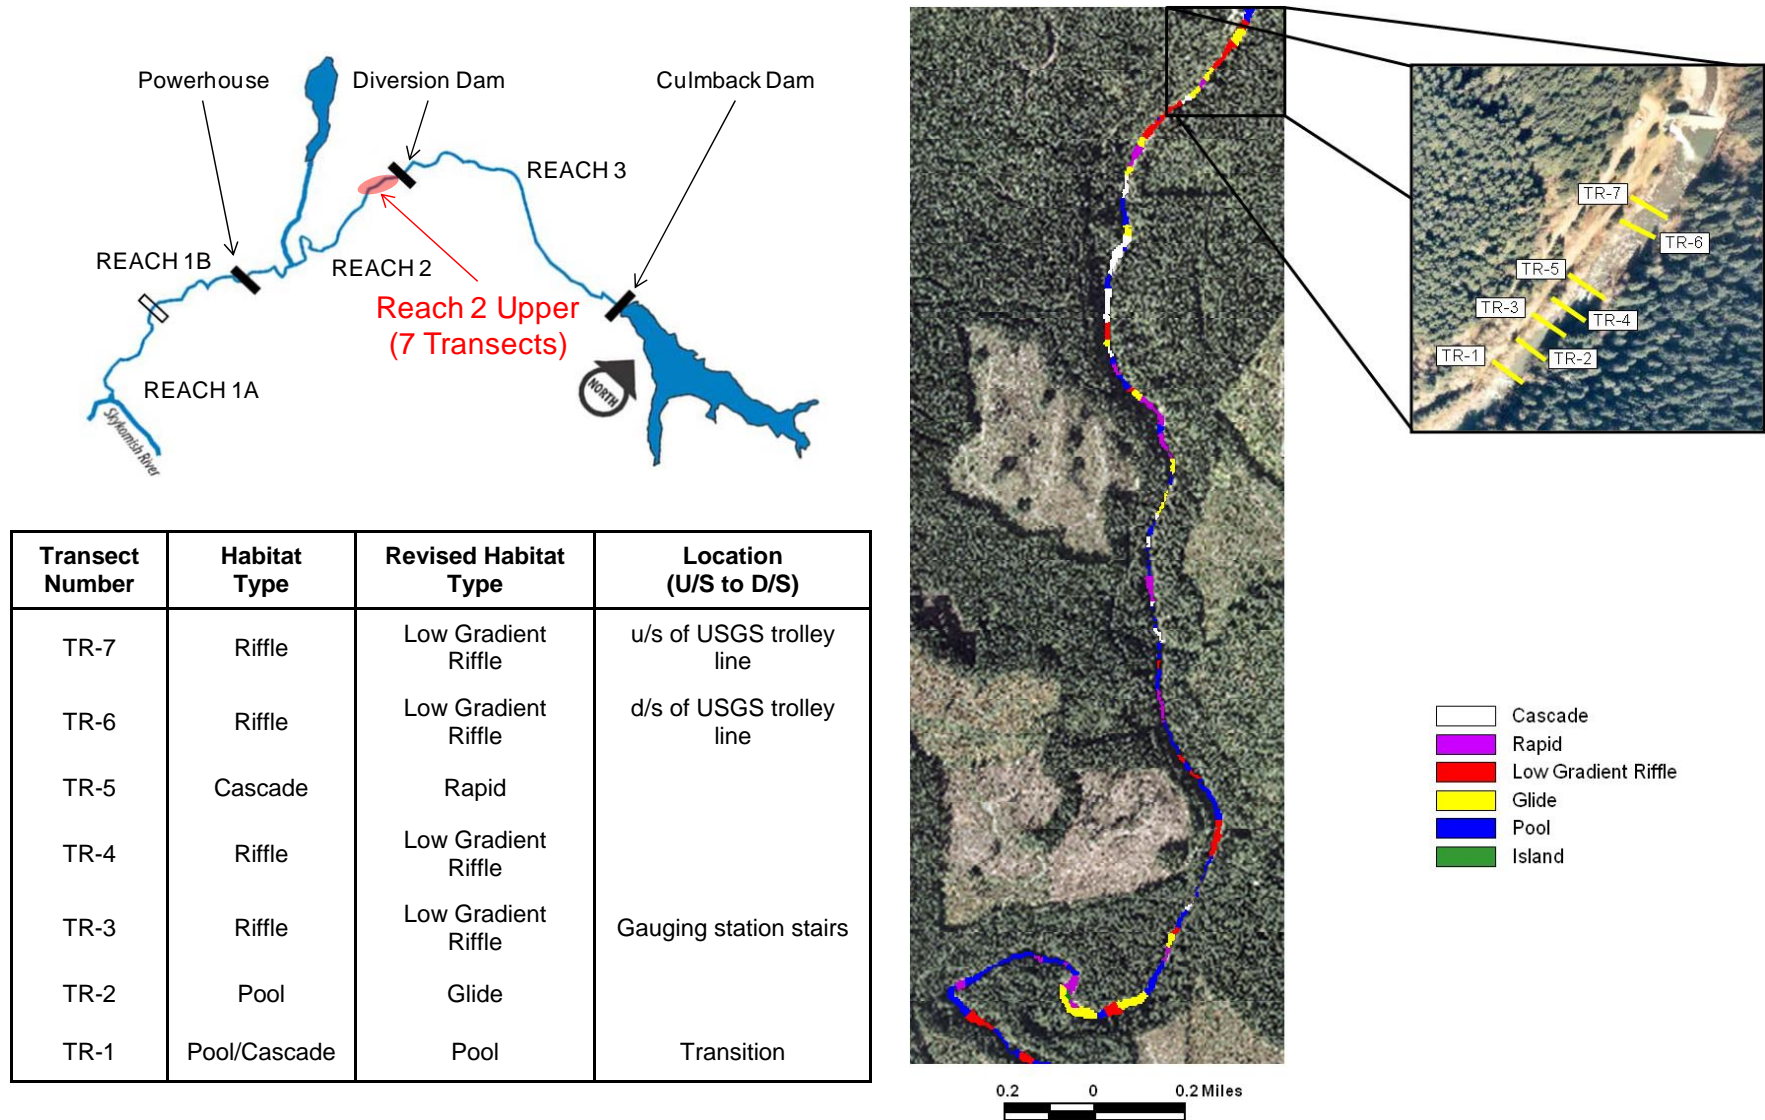 Powerhouse
Diversion Dam
Culmback Dam
REACH 3
REACH 1B
REACH 2
Reach 2 Upper
(7 Transects)
NORTH
REACH 1A
Skykomish River
Transect Number
Habitat Type
Revised Habitat Type
Location (U/S to D/S)
TR-7
Riffle
Low Gradient Riffle
u/s of USGS trolley line
TR-6
Riffle
Low Gradient Riffle
d/s of USGS trolley line
TR-5
Cascade
Rapid
TR-4
Riffle
Low Gradient Riffle
TR-3
Riffle
Low Gradient Riffle
Gauging station stairs
TR-2
Pool
Glide
TR-1
Pool/Cascade
Pool
Transition
TR-7
TR-6
TR-5
TR-3
TR-4
TR-1
TR-2
Cascade
Rapid
Low Gradient Riffle
Glide
Pool
Island
0.2 0 0.2 Miles